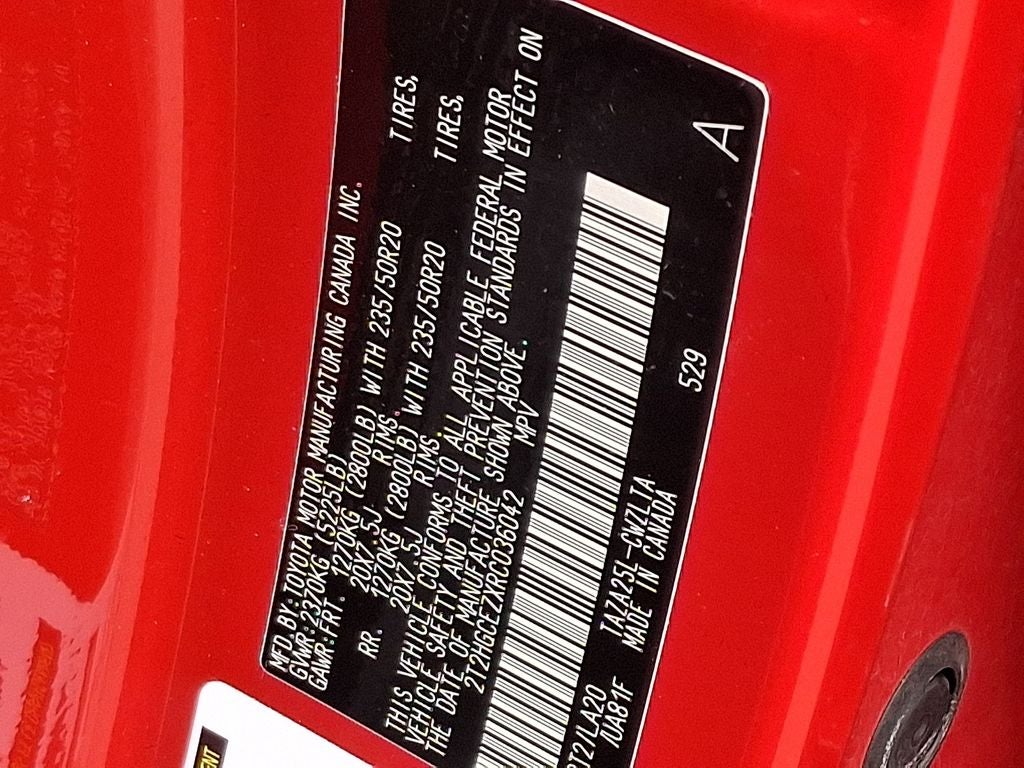 MFD.BY:TOYOTA MOTOR MANUFACTURING CANADA INC.
GVWR:2370KG (5225LB)
GAWR:FRT. 1270KG (2800LB) WITH 235/50R20 TIRES,
20X7.5J RIMS.
RR. 1270KG (2800LB) WITH 235/50R20 TIRES,
20X7.5J RIMS.
THIS VEHICLE CONFORMS TO ALL APPLICABLE FEDERAL MOTOR
VEHICLE SAFETY AND THEFT PREVENTION STANDARDS IN EFFECT ON
THE DATE OF MANUFACTURE SHOWN ABOVE.
2T2HGCEZXRC036042 MPV
/LA20 TAZA25L-CWZLTA 529 A
/UA81F MADE IN CANADA